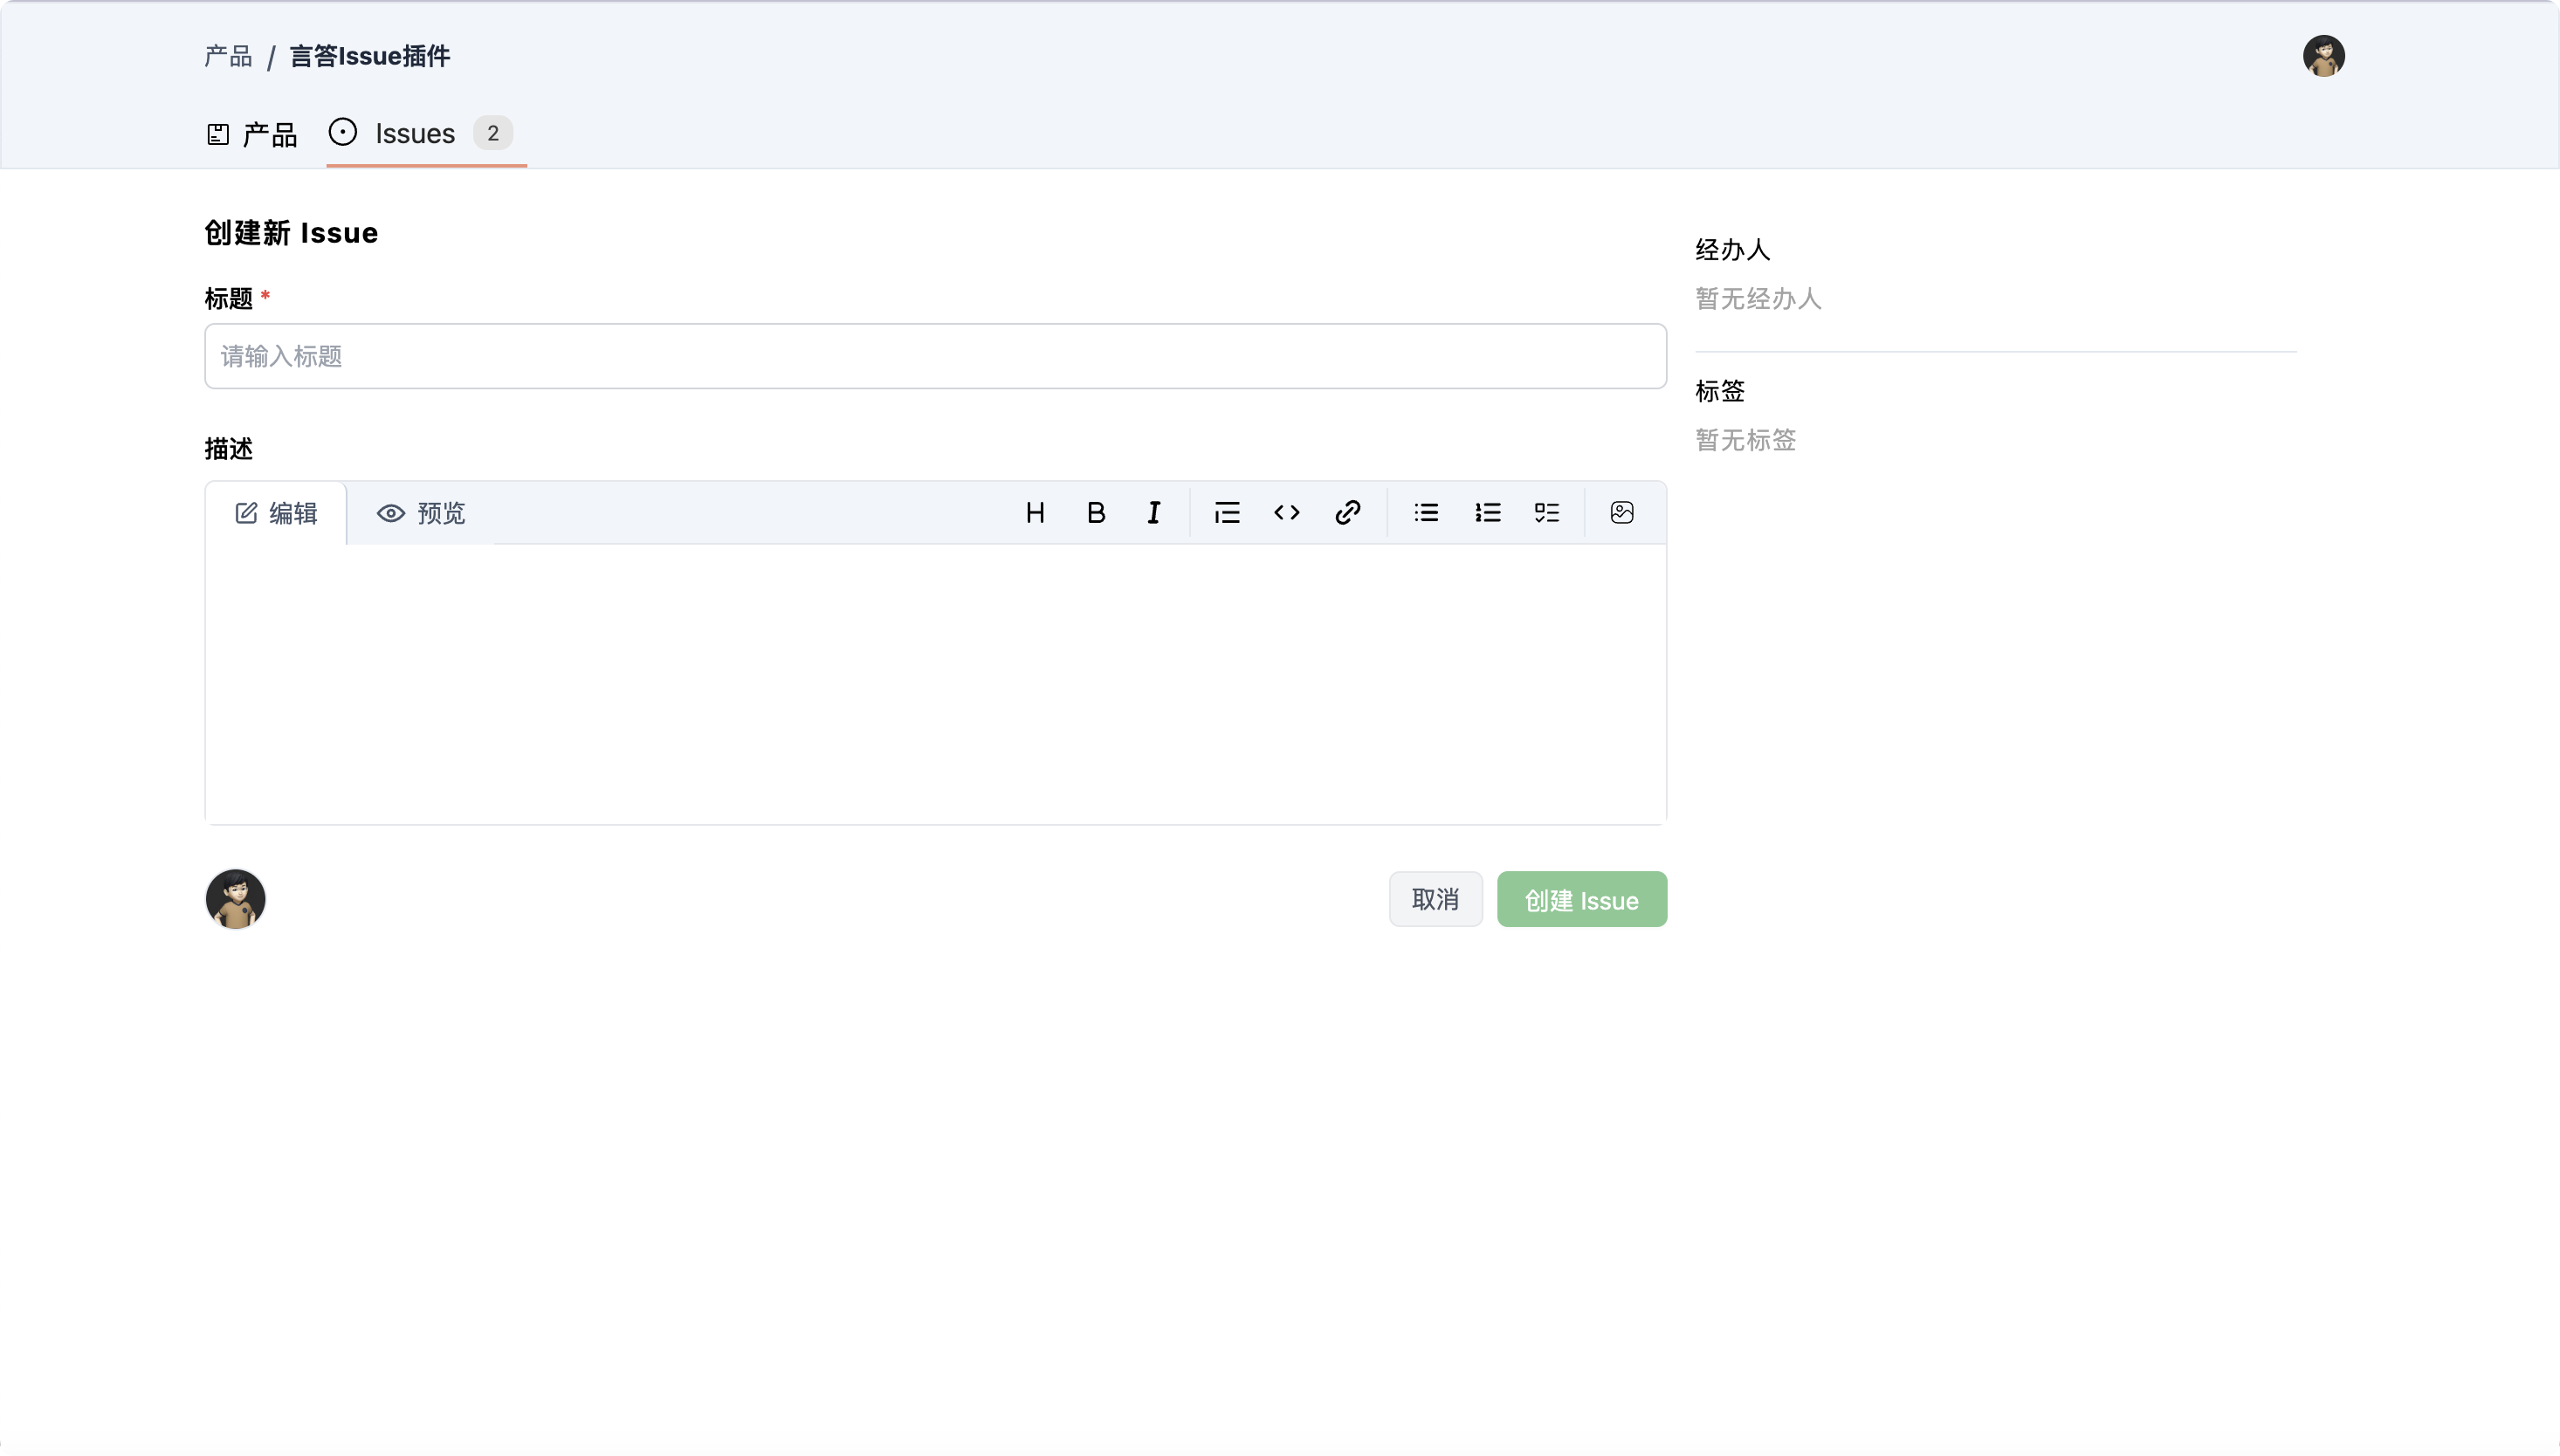 产品 / 言答Issue插件
产品 Issues 2
创建新 Issue
标题 *
请输入标题
描述
编辑 预览 H B I
取消 创建 Issue
经办人
暂无经办人
标签
暂无标签